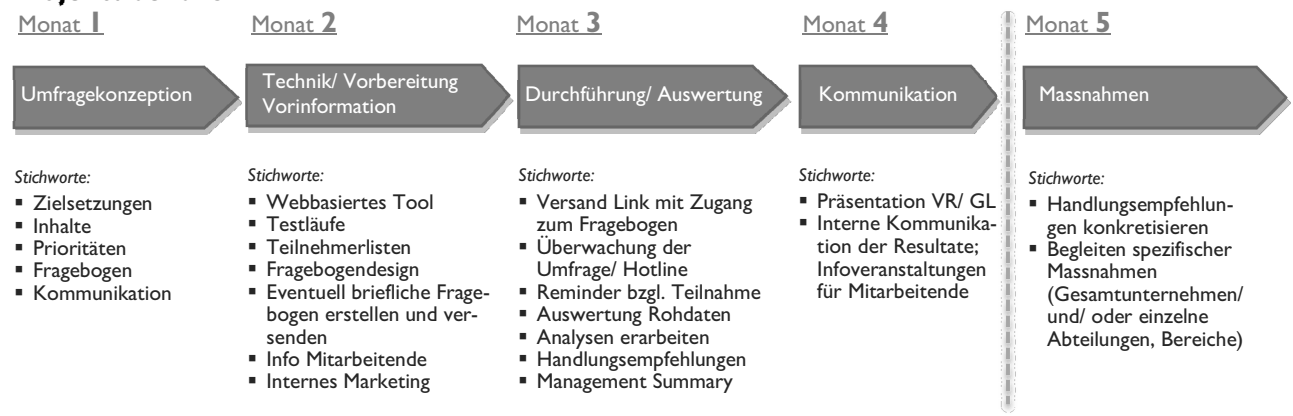 Monat 1
Umfragekonzeption
Stichworte:
▪ Zielsetzungen
▪ Inhalte
▪ Prioritäten
▪ Fragebogen
▪ Kommunikation
Monat 2
Technik/ Vorbereitung
Vorinformation
Stichworte:
▪ Webbasiertes Tool
▪ Testläufe
▪ Teilnehmerlisten
▪ Fragebogendesign
▪ Eventuell briefliche Frage-
bogen erstellen und ver-
senden
▪ Info Mitarbeitende
▪ Internes Marketing
Monat 3
Durchführung/ Auswertung
Stichworte:
▪ Versand Link mit Zugang
zum Fragebogen
▪ Überwachung der
Umfrage/ Hotline
▪ Reminder bzgl. Teilnahme
▪ Auswertung Rohdaten
▪ Analysen erarbeiten
▪ Handlungsempfehlungen
▪ Management Summary
Monat 4
Kommunikation
Stichworte:
▪ Präsentation VR/ GL
▪ Interne Kommunika-
tion der Resultate;
Infoveranstaltungen
für Mitarbeitende
Monat 5
Massnahmen
Stichworte:
▪ Handlungsempfehlun-
gen konkretisieren
▪ Begleiten spezifischer
Massnahmen
(Gesamtunternehmen/
und/ oder einzelne
Abteilungen, Bereiche)